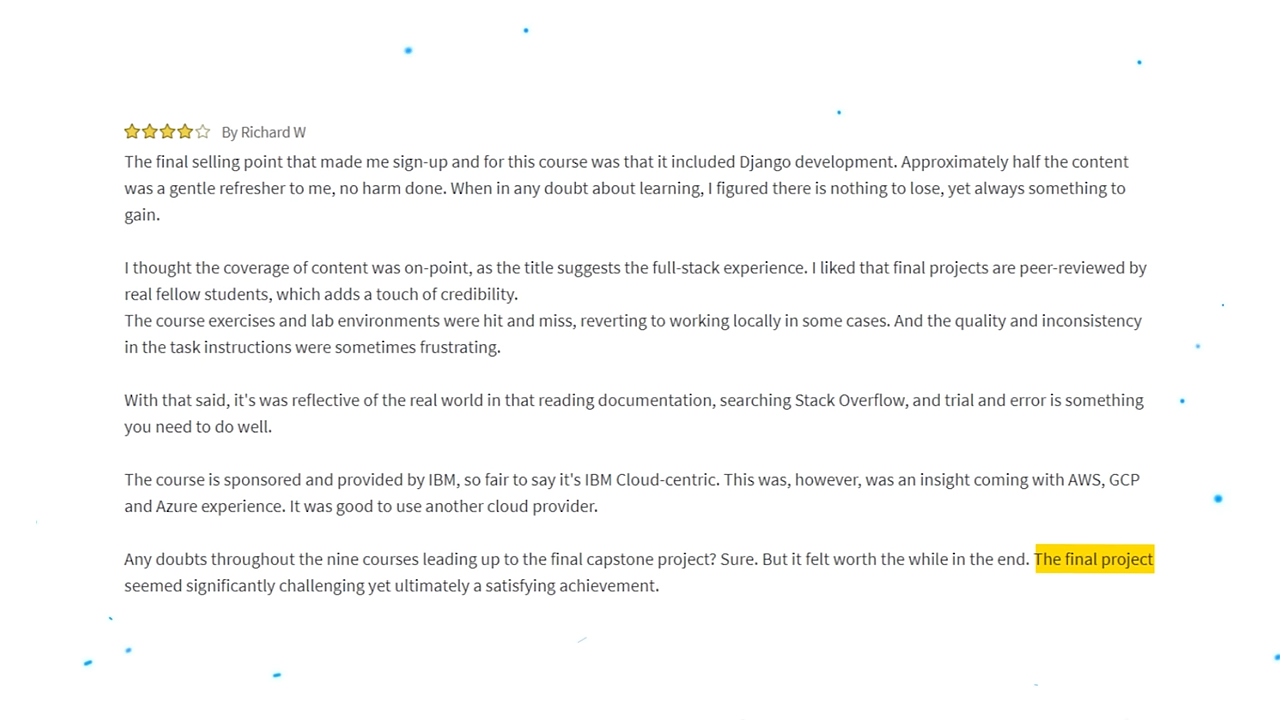 By Richard W
The final selling point that made me sign-up and for this course was that it included Django development. Approximately half the content
was a gentle refresher to me, no harm done. When in any doubt about learning, I figured there is nothing to lose, yet always something to
gain.
I thought the coverage of content was on-point, as the title suggests the full-stack experience. I liked that final projects are peer-reviewed by
real fellow students, which adds a touch of credibility.
The course exercises and lab environments were hit and miss, reverting to working locally in some cases. And the quality and inconsistency
in the task instructions were sometimes frustrating.
With that said, it's was reflective of the real world in that reading documentation, searching Stack Overflow, and trial and error is something
you need to do well.
The course is sponsored and provided by IBM, so fair to say it's IBM Cloud-centric. This was, however, was an insight coming with AWS, GCP
and Azure experience. It was good to use another cloud provider.
Any doubts throughout the nine courses leading up to the final capstone project? Sure. But it felt worth the while in the end. The final project
seemed significantly challenging yet ultimately a satisfying achievement.